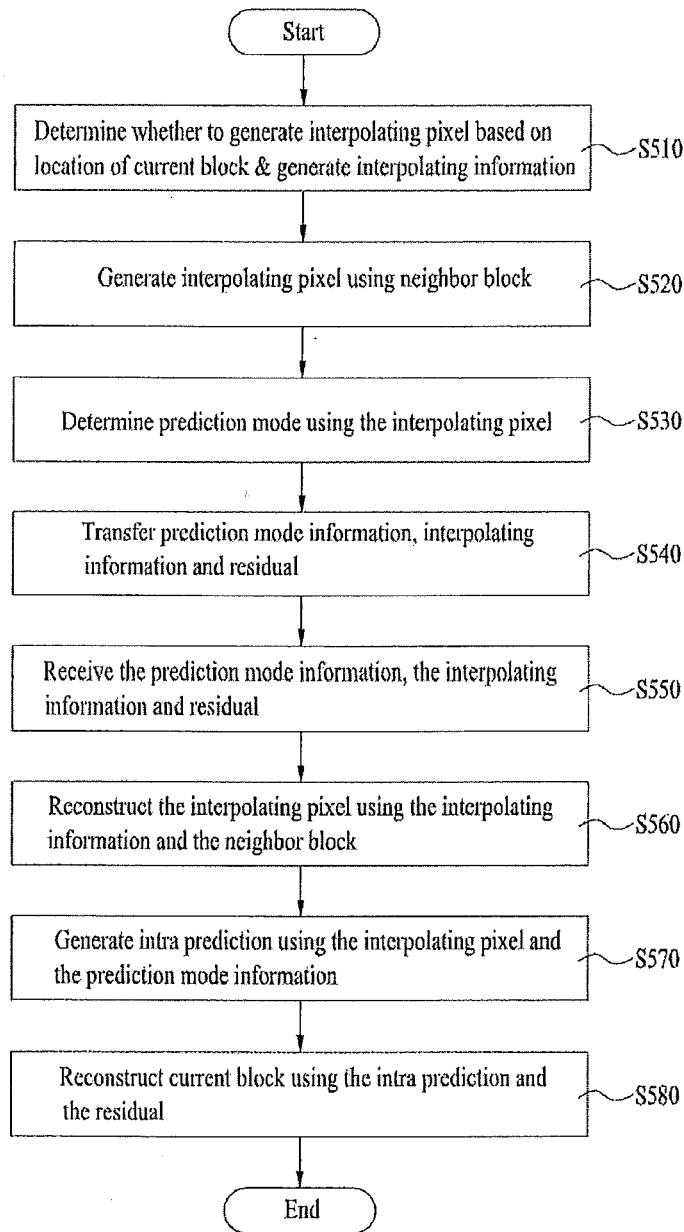 Start
Determine whether to generate interpolating pixel based on
location of current block & generate interpolating information
S510
Generate interpolating pixel using neighbor block
S520
Determine prediction mode using the interpolating pixel
S530
Transfer prediction mode information, interpolating
information and residual
S540
Receive the prediction mode information, the interpolating
information and residual
S550
Reconstruct the interpolating pixel using the interpolating
information and the neighbor block
S560
Generate intra prediction using the interpolating pixel and
the prediction mode information
S570
Reconstruct current block using the intra prediction and
the residual
S580
End